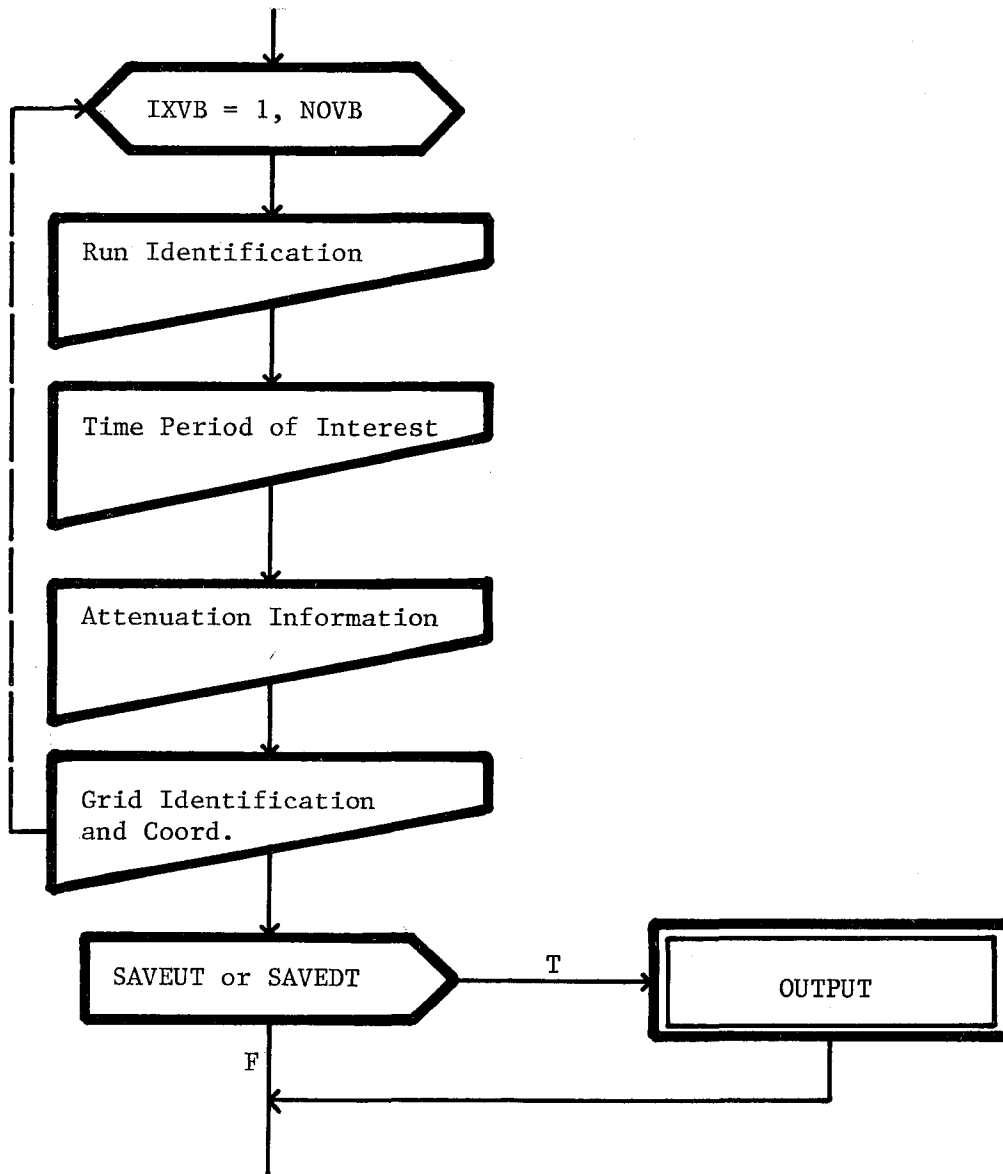 IXVB = 1, NOVB
Run Identification
Time Period of Interest
Attenuation Information
Grid Identification
and Coord.
SAVEUT or SAVEDT
T
OUTPUT
F